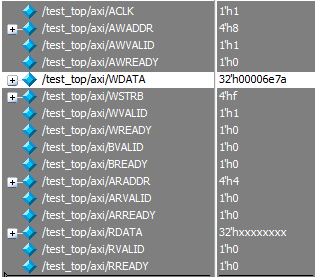 /test_top/axi/ACLK 1'h1
/test_top/axi/AWADDR 4'h8
/test_top/axi/AWVALID 1'h1
/test_top/axi/AWREADY 1'h0
/test_top/axi/WDATA 32'h00006e7a
/test_top/axi/WSTRB 4'hf
/test_top/axi/WVALID 1'h1
/test_top/axi/WREADY 1'h0
/test_top/axi/BVALID 1'h0
/test_top/axi/BREADY 1'h0
/test_top/axi/ARADDR 4'h4
/test_top/axi/ARVALID 1'h0
/test_top/axi/ARREADY 1'h0
/test_top/axi/RDATA 32'hxxxxxxxx
/test_top/axi/RVALID 1'h0
/test_top/axi/RREADY 1'h0